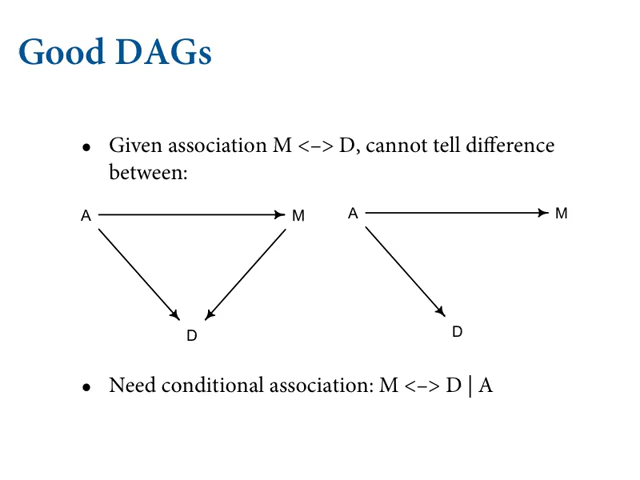 Good DAGs
• Given association M <–> D, cannot tell difference
between:
A M A M
D D
• Need conditional association: M <–> D | A